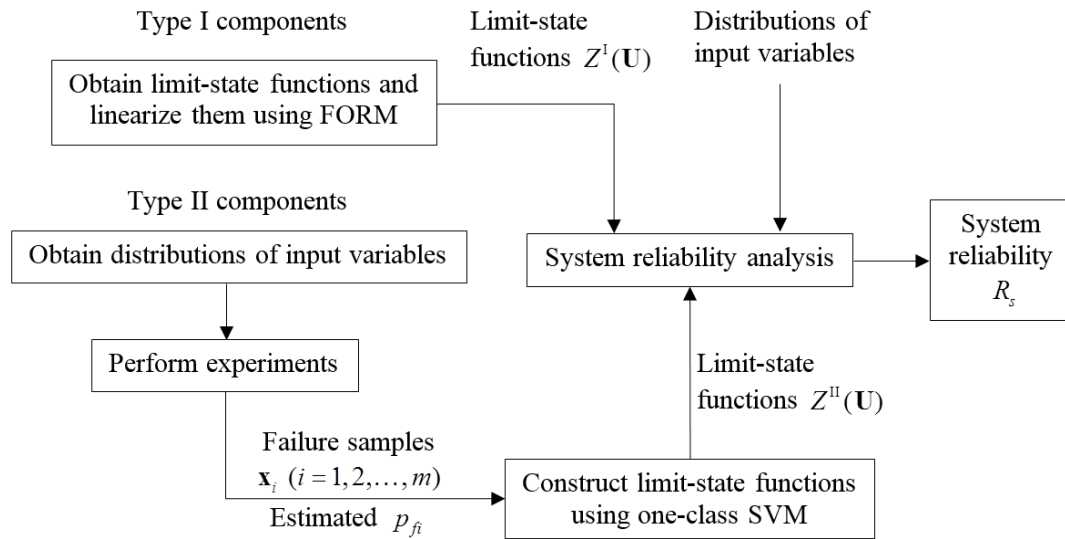 Type I components
Obtain limit-state functions and
linearize them using FORM
Limit-state
functions Z^I(U)
Distributions of
input variables
Type II components
Obtain distributions of input variables
System reliability analysis
System
reliability
R_s
Perform experiments
Limit-state
functions Z^II(U)
Failure samples
x_i (i = 1, 2, ..., m)
Estimated p_fi
Construct limit-state functions
using one-class SVM